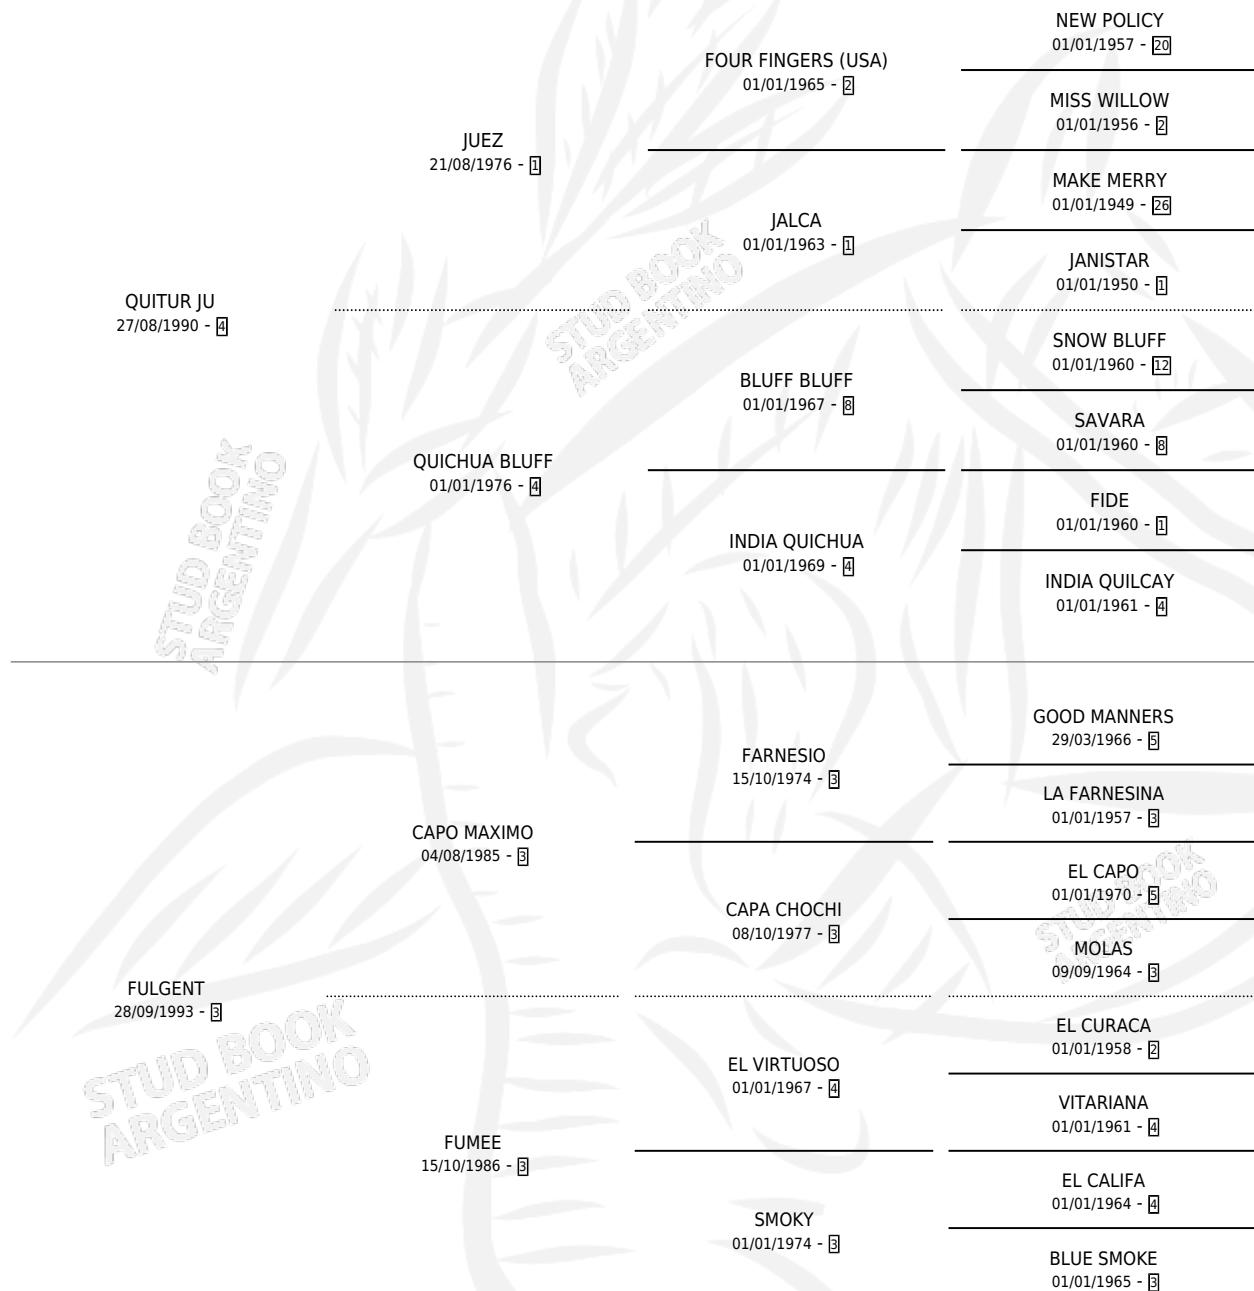 NEW POLICY
01/01/1957 - 20
FOUR FINGERS (USA)
01/01/1965 - 2
MISS WILLOW
01/01/1956 - 2
JUEZ
21/08/1976 - 1
MAKE MERRY
01/01/1949 - 26
JALCA
01/01/1963 - 1
JANISTAR
01/01/1950 - 1
QUITUR JU
27/08/1990 - 4
SNOW BLUFF
01/01/1960 - 12
BLUFF BLUFF
01/01/1967 - 8
SAVARA
01/01/1960 - 8
QUICHUA BLUFF
01/01/1976 - 4
FIDE
01/01/1960 - 1
INDIA QUICHUA
01/01/1969 - 4
INDIA QUILCAY
01/01/1961 - 4
GOOD MANNERS
29/03/1966 - 5
FARNESIO
15/10/1974 - 3
LA FARNESINA
01/01/1957 - 3
CAPO MAXIMO
04/08/1985 - 3
EL CAPO
01/01/1970 - 5
CAPA CHOCHI
08/10/1977 - 3
MOLAS
09/09/1964 - 3
FULGENT
28/09/1993 - 3
EL CURACA
01/01/1958 - 2
EL VIRTUOSO
01/01/1967 - 4
VITARIANA
01/01/1961 - 4
FUMEE
15/10/1986 - 3
EL CALIFA
01/01/1964 - 4
SMOKY
01/01/1974 - 3
BLUE SMOKE
01/01/1965 - 3
STUD BOOK
ARGENTINO
STUD BOOK
ARGENTINO
STUD BOOK
ARGENTINO
STUD BOOK
ARGENTINO